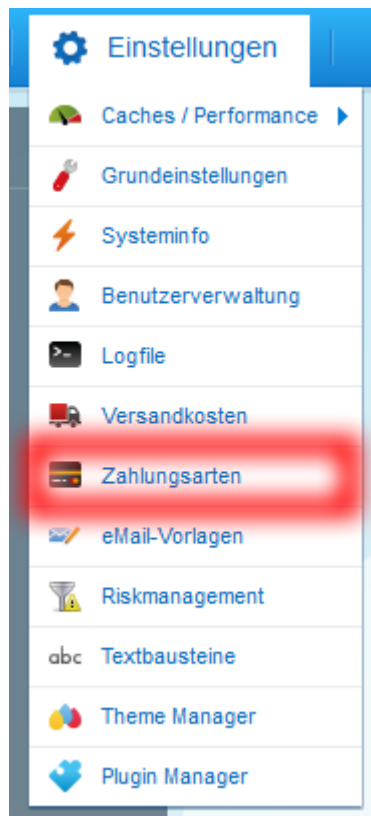 Einstellungen
Caches / Performance
Grundeinstellungen
Systeminfo
Benutzerverwaltung
Logfile
Versandkosten
Zahlungsarten
eMail-Vorlagen
Riskmanagement
abc Textbausteine
Theme Manager
Plugin Manager